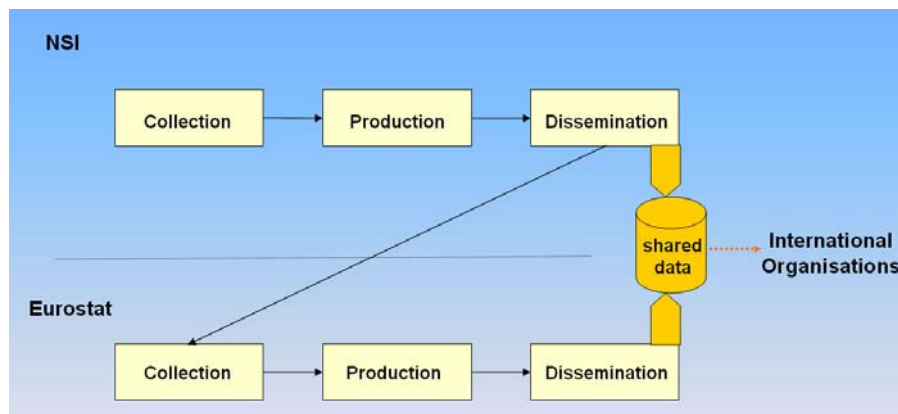 NSI
Collection
Production
Dissemination
shared
data
International
Organisations
Eurostat
Collection
Production
Dissemination